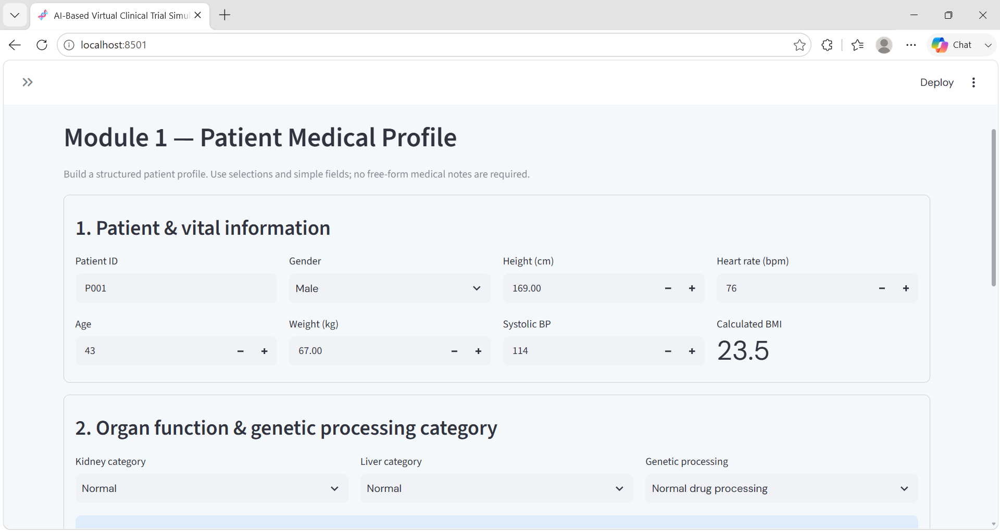 AI-Based Virtual Clinical Trial Simu
localhost:8501
Chat
Deploy
Module 1 — Patient Medical Profile
Build a structured patient profile. Use selections and simple fields; no free-form medical notes are required.
1. Patient & vital information
Patient ID Gender Height (cm) Heart rate (bpm)
P001 Male 169.00 76
Age Weight (kg) Systolic BP Calculated BMI
43 67.00 114 23.5
2. Organ function & genetic processing category
Kidney category Liver category Genetic processing
Normal Normal Normal drug processing